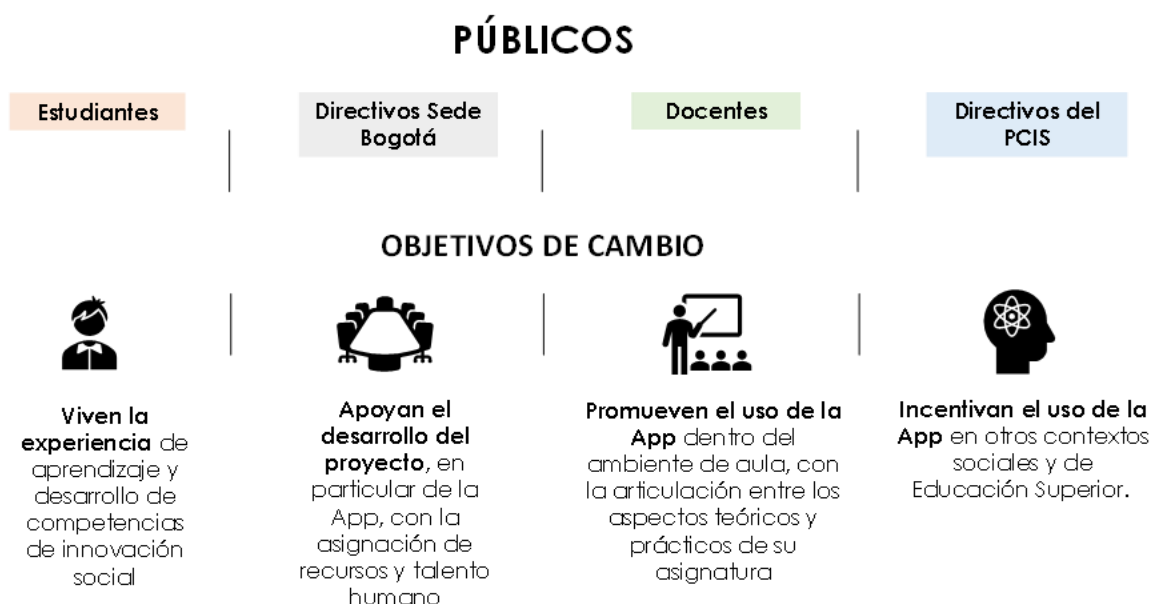 PÚBLICOS
Estudiantes
Directivos Sede
Bogotá
Docentes
Directivos del
PCIS
OBJETIVOS DE CAMBIO
Viven la
experiencia de
aprendizaje y
desarrollo de
competencias
de innovación
social
Apoyan el
desarrollo del
proyecto, en
particular de la
App, con la
asignación de
recursos y talento
humano
Promueven el uso de la
App dentro del
ambiente de aula, con
la articulación entre los
aspectos teóricos y
prácticos de su
asignatura
Incentivan el uso de la
App en otros contextos
sociales y de
Educación Superior.